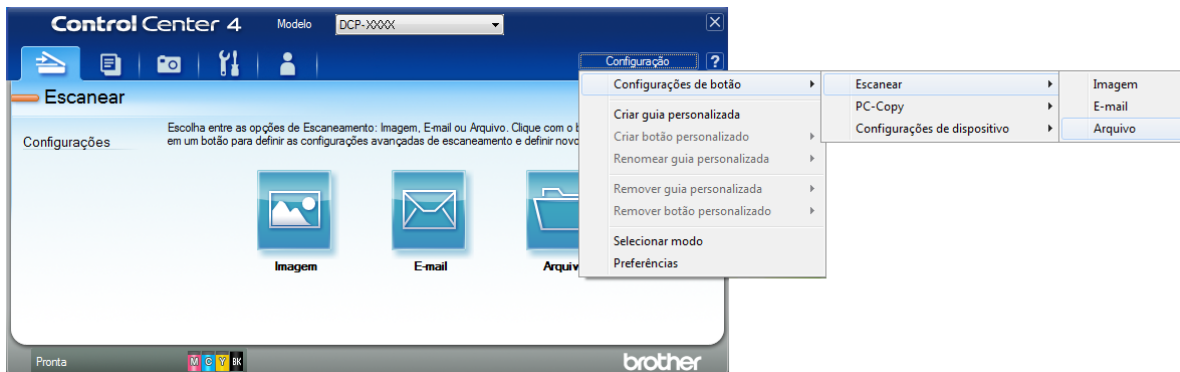 Control Center 4
Modelo
DCP-XXXX
Configuração
?
Escanear
Configurações
Escolha entre as opções de Escaneamento: Imagem, E-mail ou Arquivo. Clique com o
em um botão para definir as configurações avançadas de escaneamento e definir novo
Imagem
E-mail
Configurações de botão
Criar guia personalizada
Criar botão personalizado
Renomear guia personalizada
Remover guia personalizada
Remover botão personalizado
Selecionar modo
Preferências
Escanear
PC-Copy
Configurações de dispositivo
Imagem
E-mail
Arquivo
Pronta
M C Y BK
brother